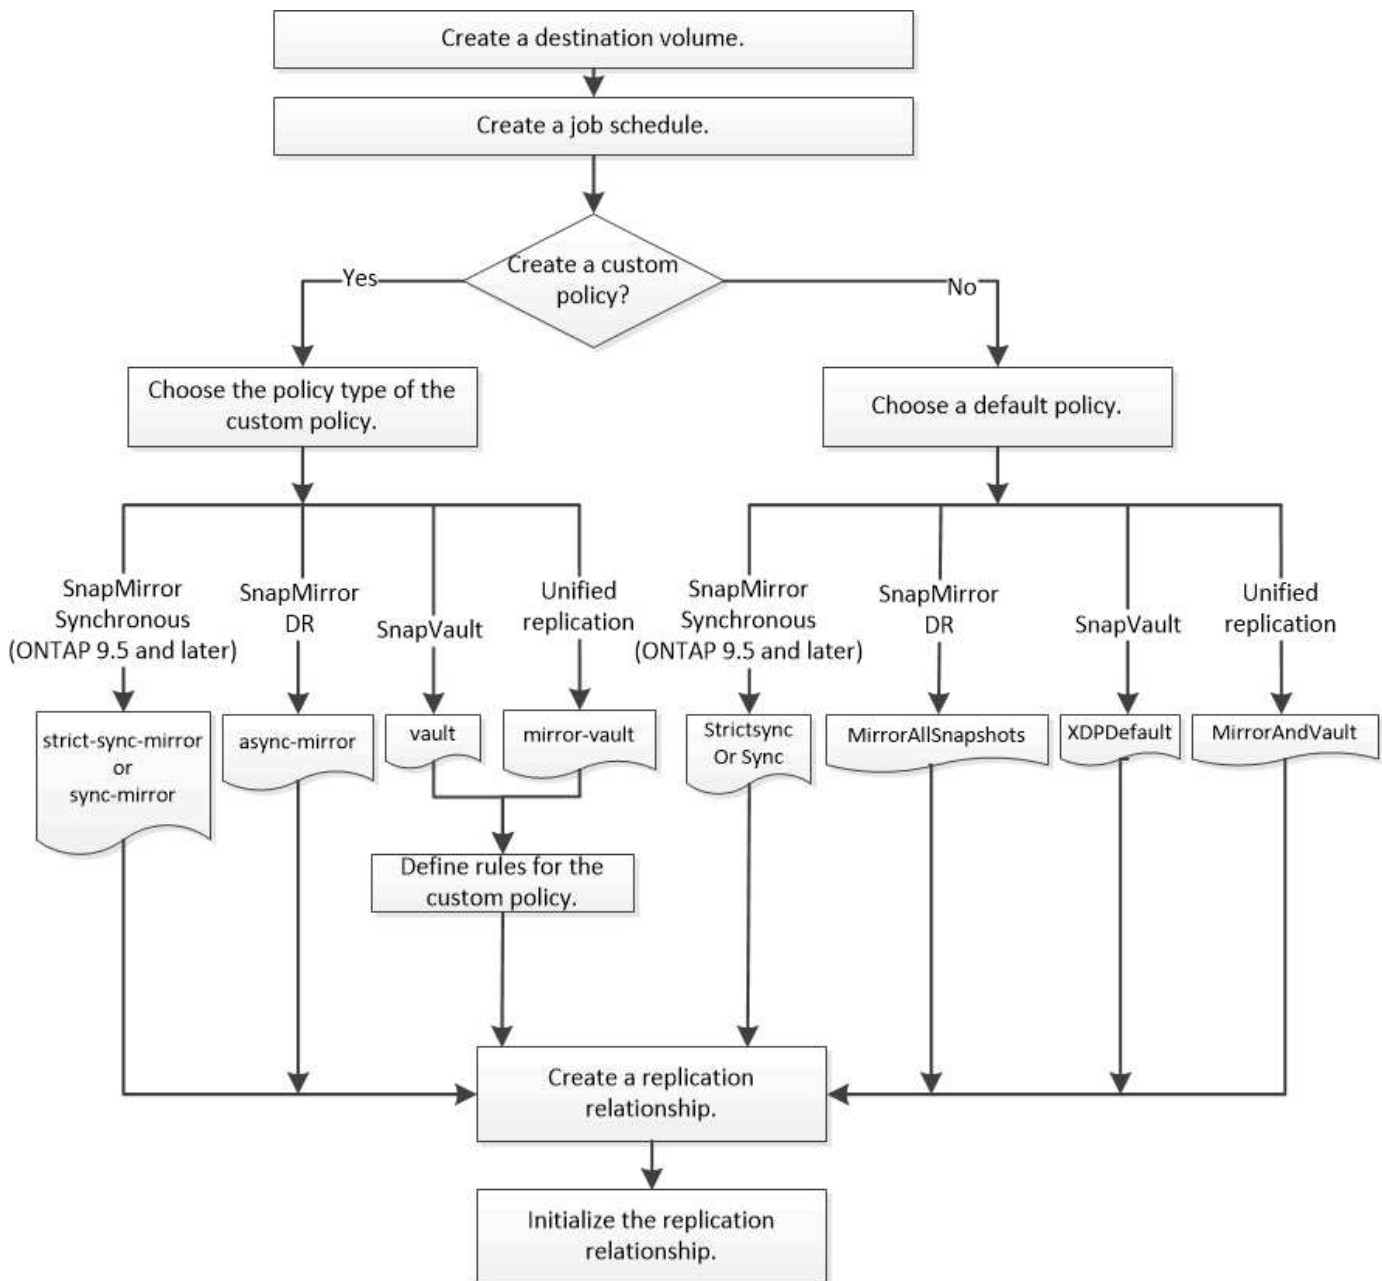 Create a destination volume.
Create a job schedule.
Create a custom
policy?
Yes
No
Choose the policy type of the
custom policy.
Choose a default policy.
SnapMirror
Synchronous
(ONTAP 9.5 and later)
SnapMirror
DR
SnapVault
Unified
replication
SnapMirror
Synchronous
(ONTAP 9.5 and later)
SnapMirror
DR
SnapVault
Unified
replication
strict-sync-mirror
or
sync-mirror
async-mirror
vault
mirror-vault
Strictsync
Or Sync
MirrorAllSnapshots
XDPDefault
MirrorAndVault
Define rules for the
custom policy.
Create a replication
relationship.
Initialize the replication
relationship.